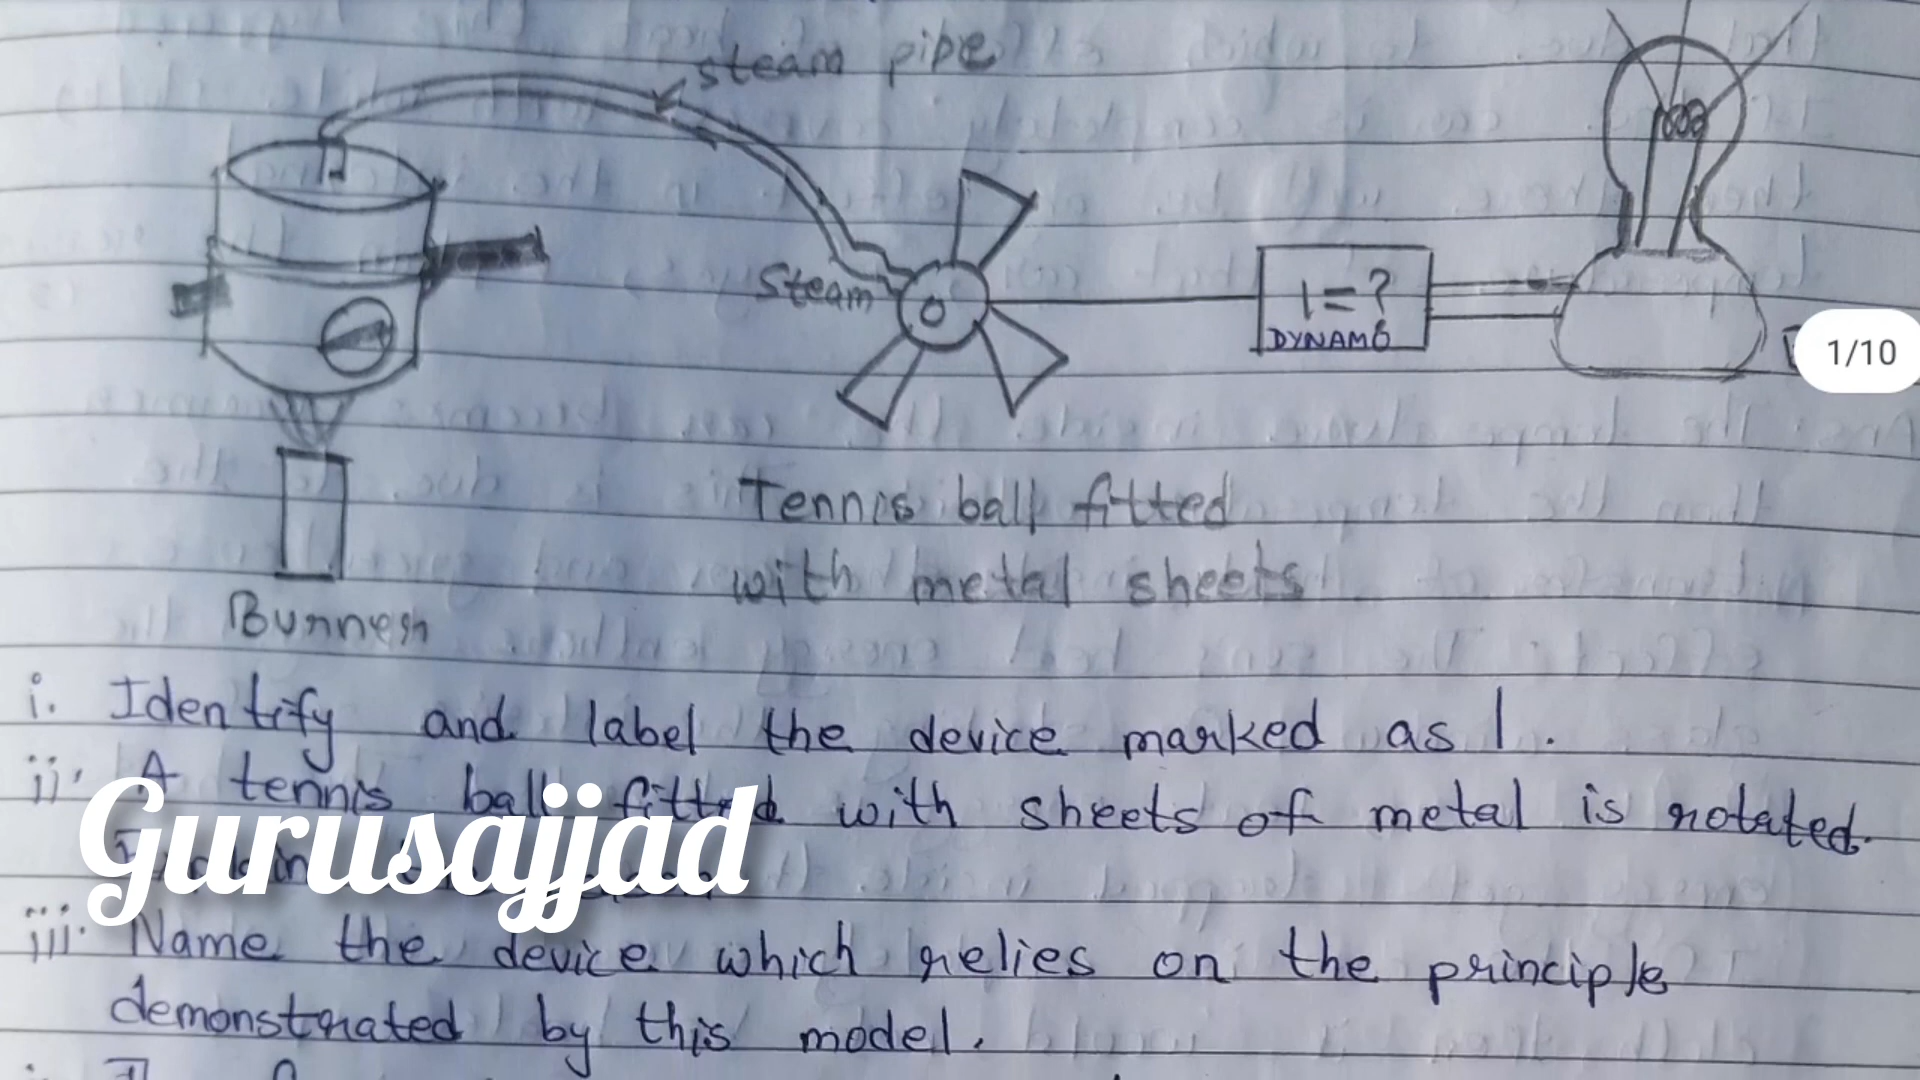 steam pipe
Steam
1 = ?
DYNAMO
1/10
Tennis ball fitted
with metal sheets
Bunner
i. Identify and label the device marked as 1.
ii. A tennis ball fitted with sheets of metal is rotated.
Gurusajjad
iii. Name the device which relies on the principle
demonstrated by this model.